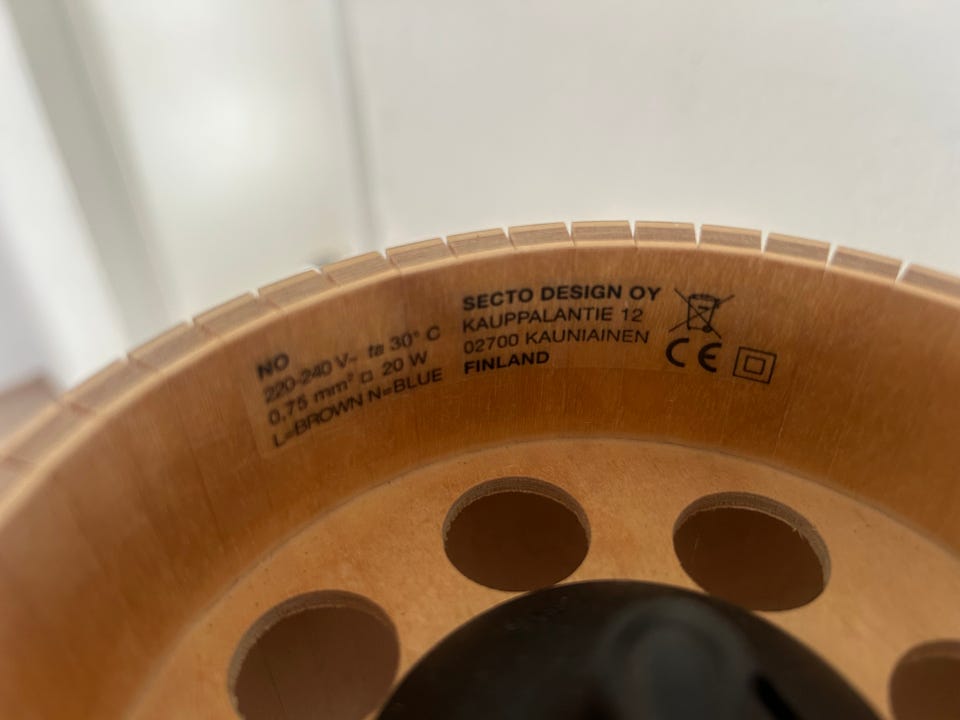 NO
220-240 V~ ta 30° C
0,75 mm² □ 20 W
L=BROWN N=BLUE
SECTO DESIGN OY
KAUPPALANTIE 12
02700 KAUNIAINEN
FINLAND
CE